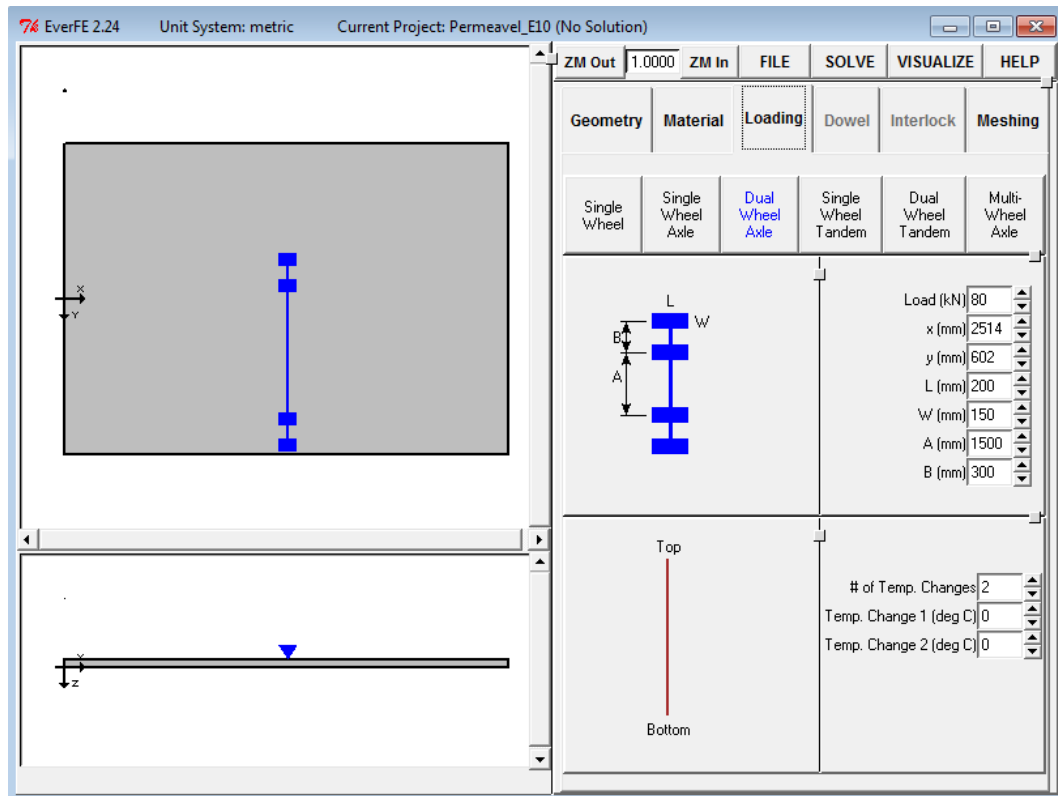 7% EverFE 2.24 Unit System: metric Current Project: Permeavel_E10 (No Solution)
ZM Out 1.0000 ZM In FILE SOLVE VISUALIZE HELP
Geometry Material Loading Dowel Interlock Meshing
Single Wheel
Single Wheel Axle
Dual Wheel Axle
Single Wheel Tandem
Dual Wheel Tandem
Multi-Wheel Axle
X
Y
L
W
B
A
Load (kN) 80
x (mm) 2514
y (mm) 602
L (mm) 200
W (mm) 150
A (mm) 1500
B (mm) 300
X
Z
Top
Bottom
# of Temp. Changes 2
Temp. Change 1 (deg C) 0
Temp. Change 2 (deg C) 0